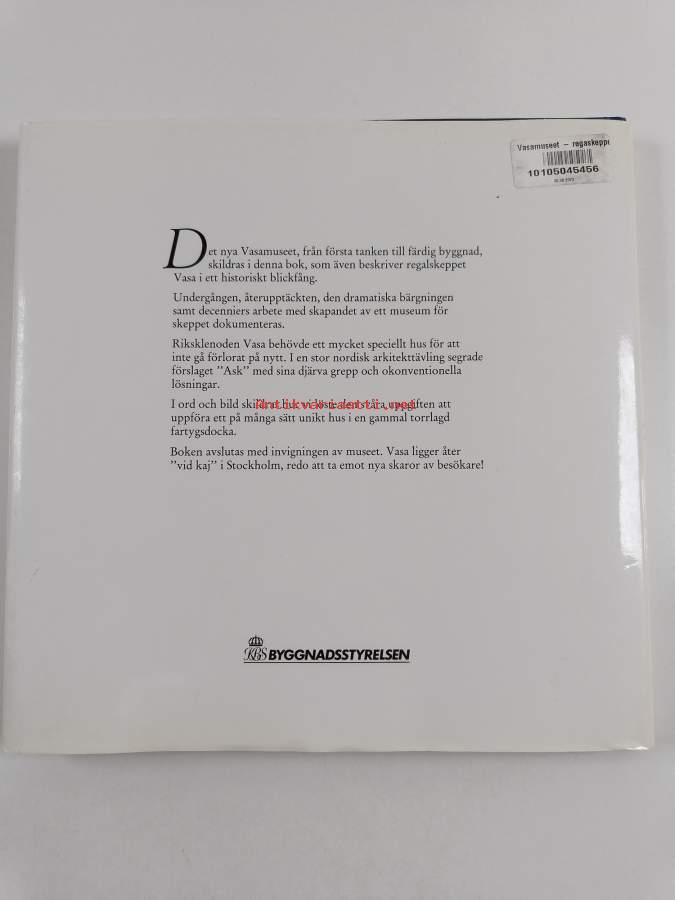 Vasamuseet – regaskeppe
10105045456
Det nya Vasamuseet, från första tanken till färdig byggnad,
skildras i denna bok, som även beskriver regalskeppet
Vasa i ett historiskt blickfång.
Undergången, återupptäckten, den dramatiska bärgningen
samt decenniers arbete med skapandet av ett museum för
skeppet dokumenteras.
Riksklenoden Vasa behövde ett mycket speciellt hus för att
inte gå förlorat på nytt. I en stor nordisk arkitekttävling segrade
förslaget "Ask" med sina djärva grepp och okonventionella
lösningar.
I ord och bild uppgiften att
uppföra ett på många sätt unikt hus i en gammal torrlagd
fartygsdocka.
Boken avslutas med invigningen av museet. Vasa ligger åter
"vid kaj" i Stockholm, redo att ta emot nya skaror av besökare!
KBS BYGGNADSSTYRELSEN